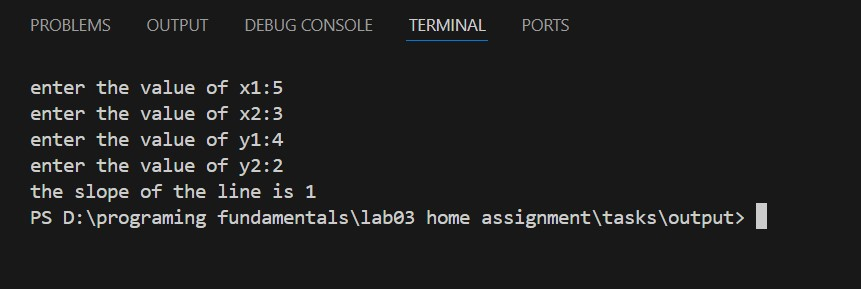 PROBLEMS OUTPUT DEBUG CONSOLE TERMINAL PORTS
enter the value of x1:5
enter the value of x2:3
enter the value of y1:4
enter the value of y2:2
the slope of the line is 1
PS D:\programing fundamentals\lab03 home assignment\tasks\output>